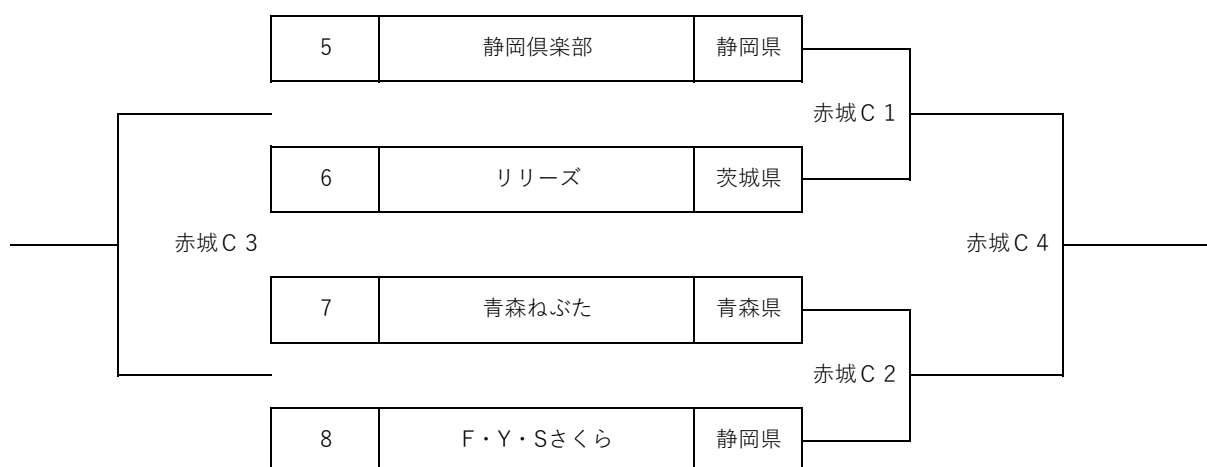 5 静岡倶楽部 静岡県
赤城C 1
6 リリーズ 茨城県
赤城C 3 赤城C 4
7 青森ねぶた 青森県
赤城C 2
8 F・Y・Sさくら 静岡県